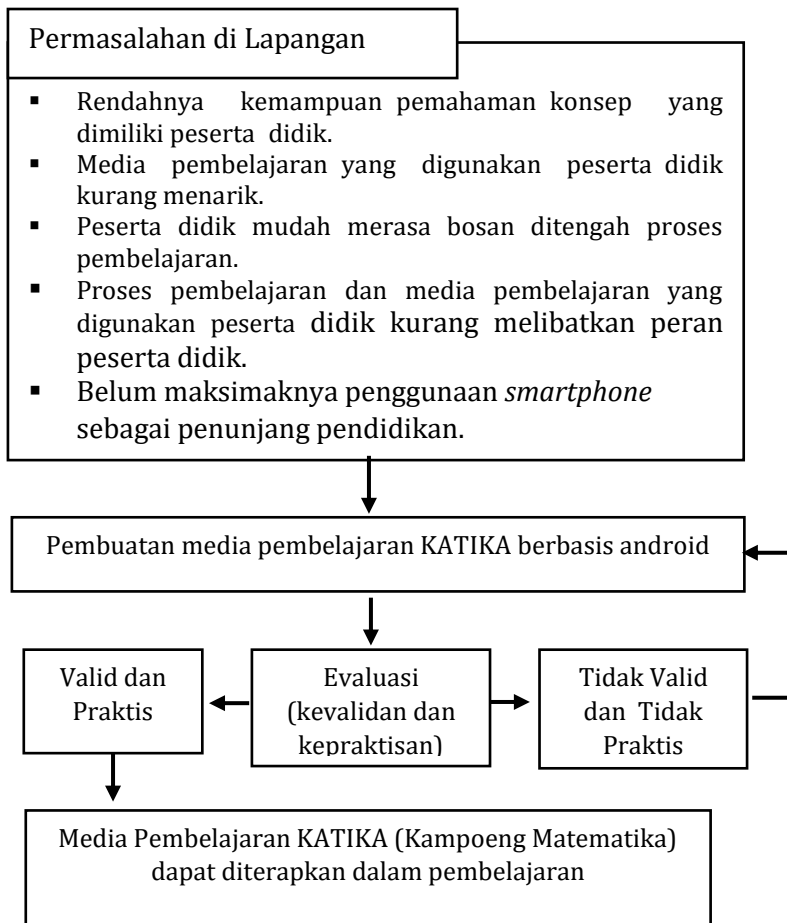 Permasalahan di Lapangan
▪ Rendahnya kemampuan pemahaman konsep yang
dimiliki peserta didik.
▪ Media pembelajaran yang digunakan peserta didik
kurang menarik.
▪ Peserta didik mudah merasa bosan ditengah proses
pembelajaran.
▪ Proses pembelajaran dan media pembelajaran yang
digunakan peserta didik kurang melibatkan peran
peserta didik.
▪ Belum maksimaknya penggunaan smartphone
sebagai penunjang pendidikan.
Pembuatan media pembelajaran KATIKA berbasis android
Valid dan
Praktis
Evaluasi
(kevalidan dan
kepraktisan)
Tidak Valid
dan Tidak
Praktis
Media Pembelajaran KATIKA (Kampoeng Matematika)
dapat diterapkan dalam pembelajaran